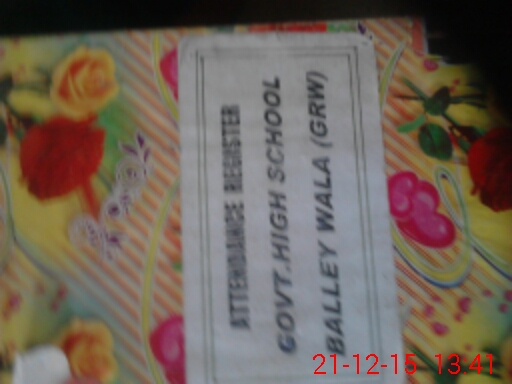 ATTENDANCE REGISTER
GOVT.HIGH SCHOOL
BALLEY WALA (GRW)
21-12-15 13:41